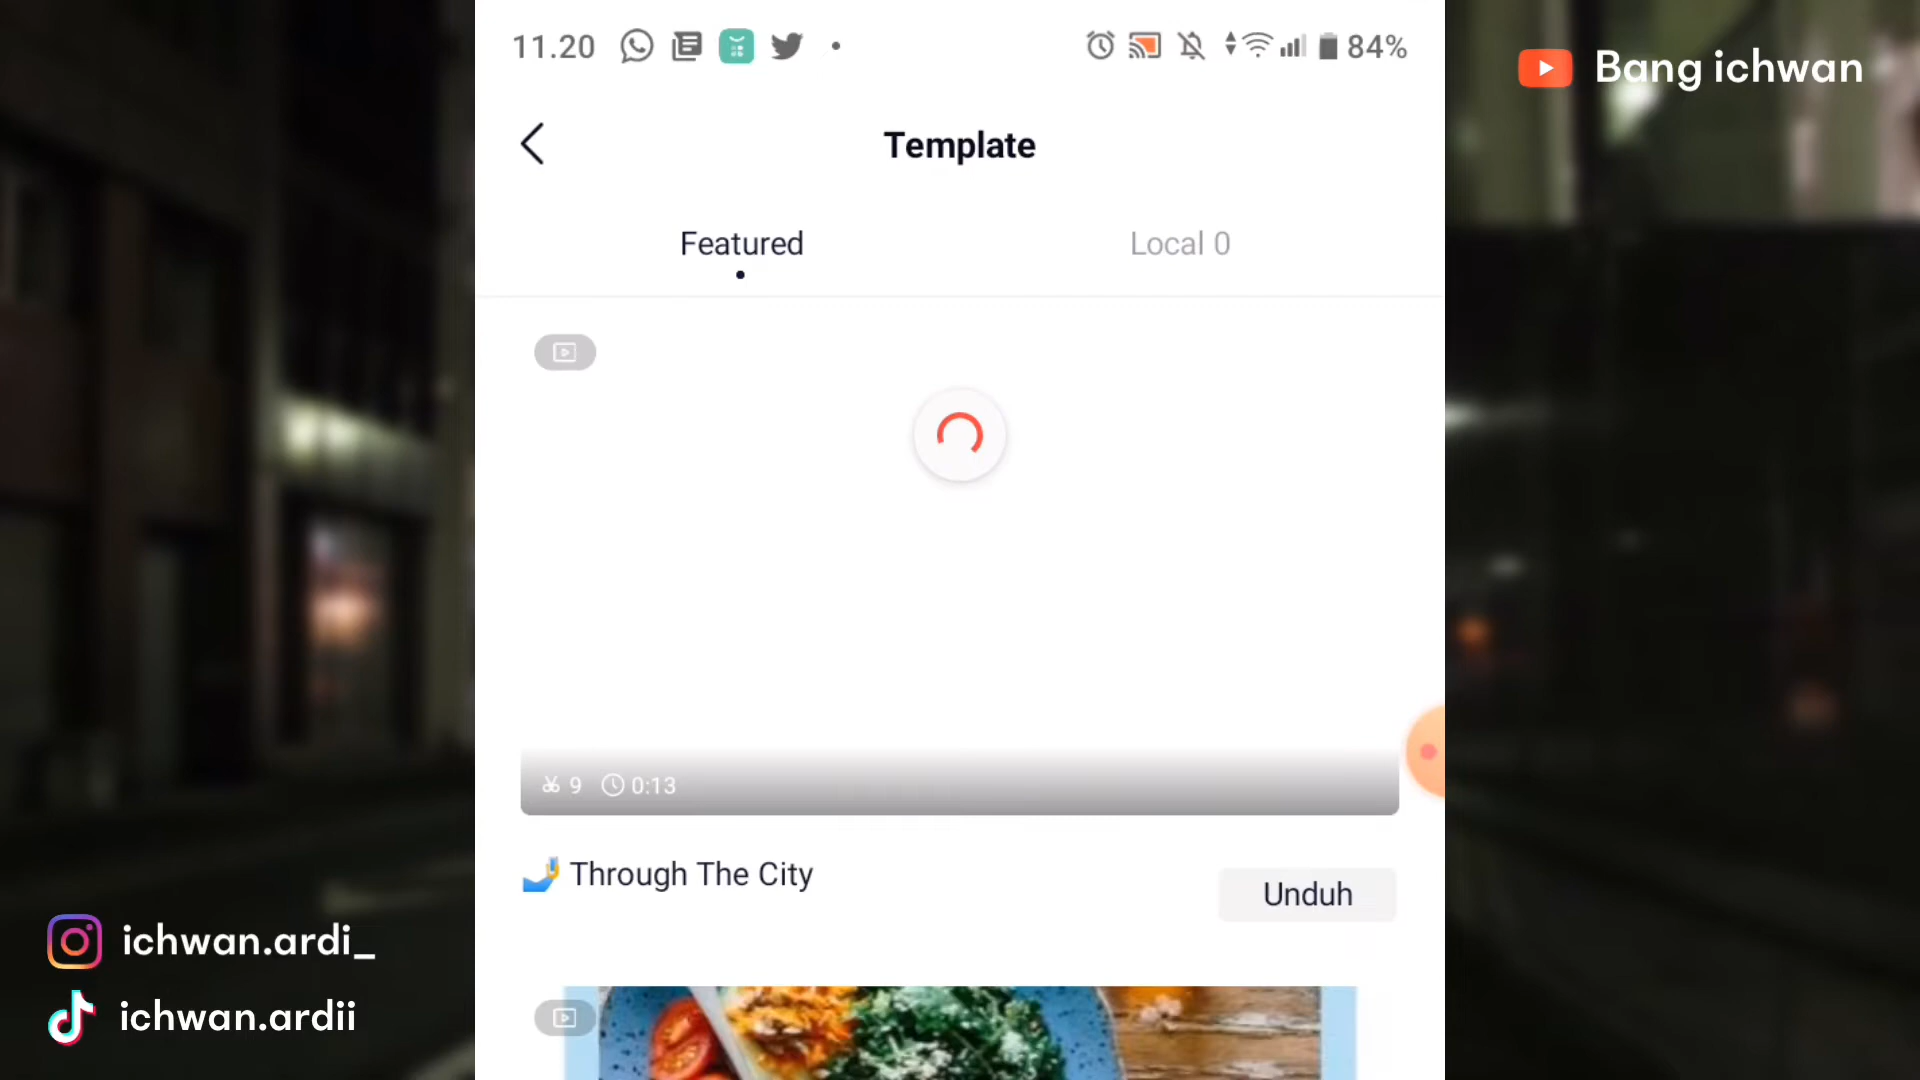 11.20
84%
Bang ichwan
Template
Featured
Local 0
9
0:13
Through The City
Unduh
ichwan.ardi_
ichwan.ardii